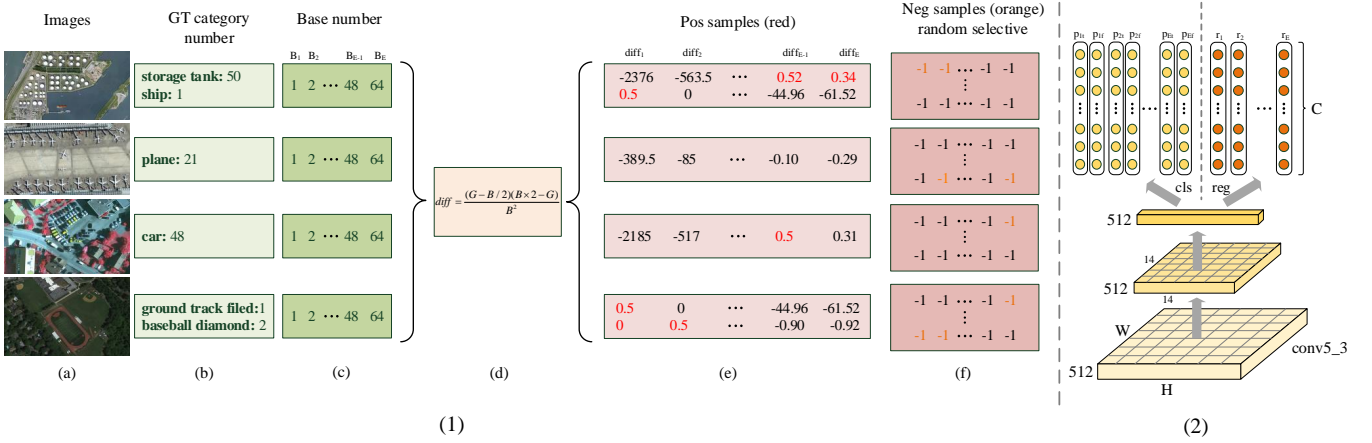 Images
GT category
number
Base number
Pos samples (red)
Neg samples (orange)
random selective
B1 B2 BE-1 BE
diff1 diff2 diffE-1 diffE
storage tank: 50
ship: 1
1 2 ··· 48 64
-2376 -563.5 ··· 0.52 0.34
0.5 0 ··· -44.96 -61.52
-1 -1 ··· -1 -1
⋮
-1 -1 ··· -1 -1
plane: 21
1 2 ··· 48 64
-389.5 -85 ··· -0.10 -0.29
-1 -1 ··· -1 -1
⋮
-1 -1 ··· -1 -1
diff = (G−B/2)(B×2−G) / B²
car: 48
1 2 ··· 48 64
-2185 -517 ··· 0.5 0.31
-1 -1 ··· -1 -1
⋮
-1 -1 ··· -1 -1
ground track filed:1
baseball diamond: 2
1 2 ··· 48 64
0.5 0 ··· -44.96 -61.52
0 0.5 ··· -0.90 -0.92
-1 -1 ··· -1 -1
⋮
-1 -1 ··· -1 -1
(a) (b) (c) (d) (e) (f)
(1)
p1s p1f p2s p2f ··· pEs pEf r1 r2 rE
C
cls reg
512
14
512
14
W
conv5_3
512
H
(2)